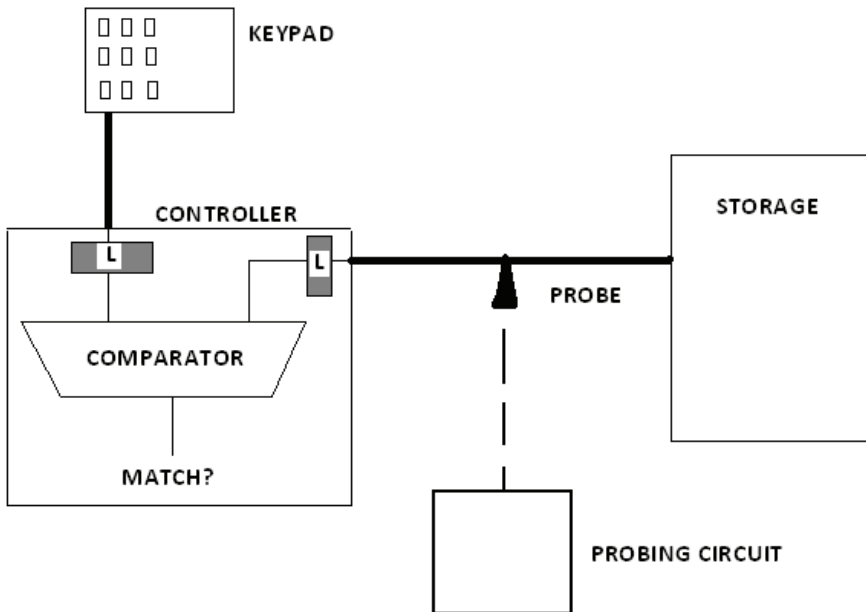 KEYPAD
CONTROLLER
STORAGE
L
L
PROBE
COMPARATOR
MATCH?
PROBING CIRCUIT